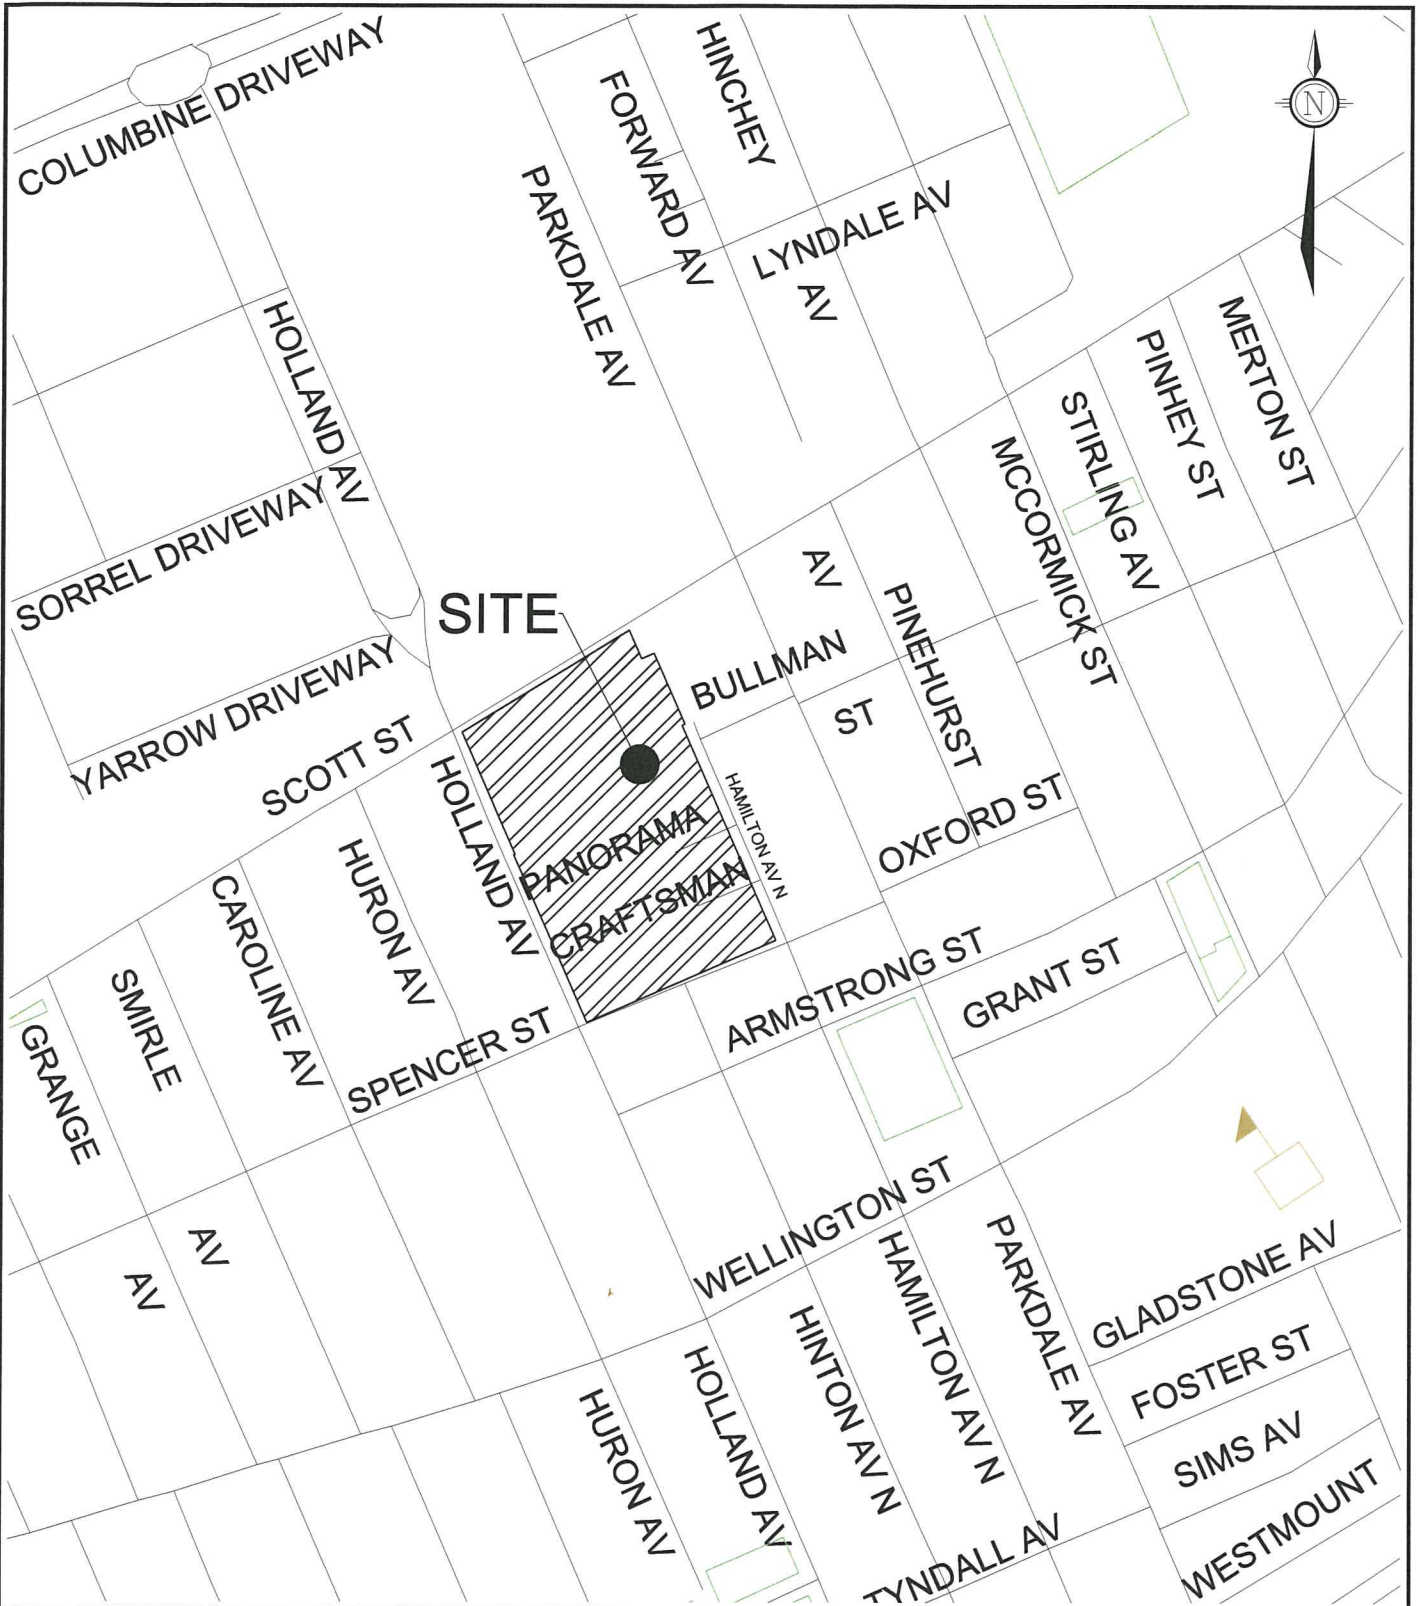 COLUMBINE DRIVEWAY
HINCHEY
FORWARD AV
N
PARKDALE AV
LYNDALE AV
AV
HOLLAND AV
MERTON ST
PINHEY ST
STIRLING AV
MCCORMICK ST
SORREL DRIVEWAY
SITE
AV
PINEHURST
BULLMAN
ST
YARROW DRIVEWAY
SCOTT ST
HOLLAND AV
HAMILTON AV N
PANORAMA
CRAFTSMAN
OXFORD ST
HURON AV
CAROLINE AV
SMIRLE
GRANGE
ARMSTRONG ST
GRANT ST
SPENCER ST
AV
AV
WELLINGTON ST
PARKDALE AV
HAMILTON AV N
GLADSTONE AV
HINTON AV N
HOLLAND AV
HURON AV
FOSTER ST
SIMS AV
WESTMOUNT
TYNDALL AV